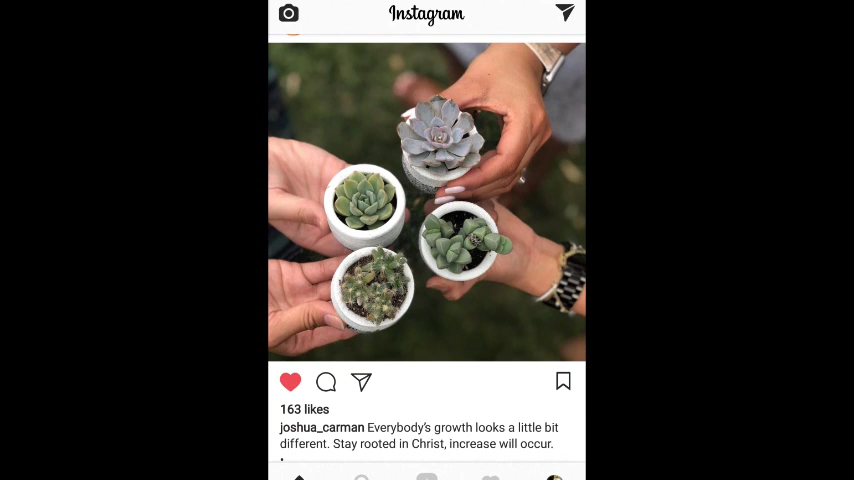 Instagram
163 likes
joshua_carman Everybody's growth looks a little bit
different. Stay rooted in Christ, increase will occur.
.